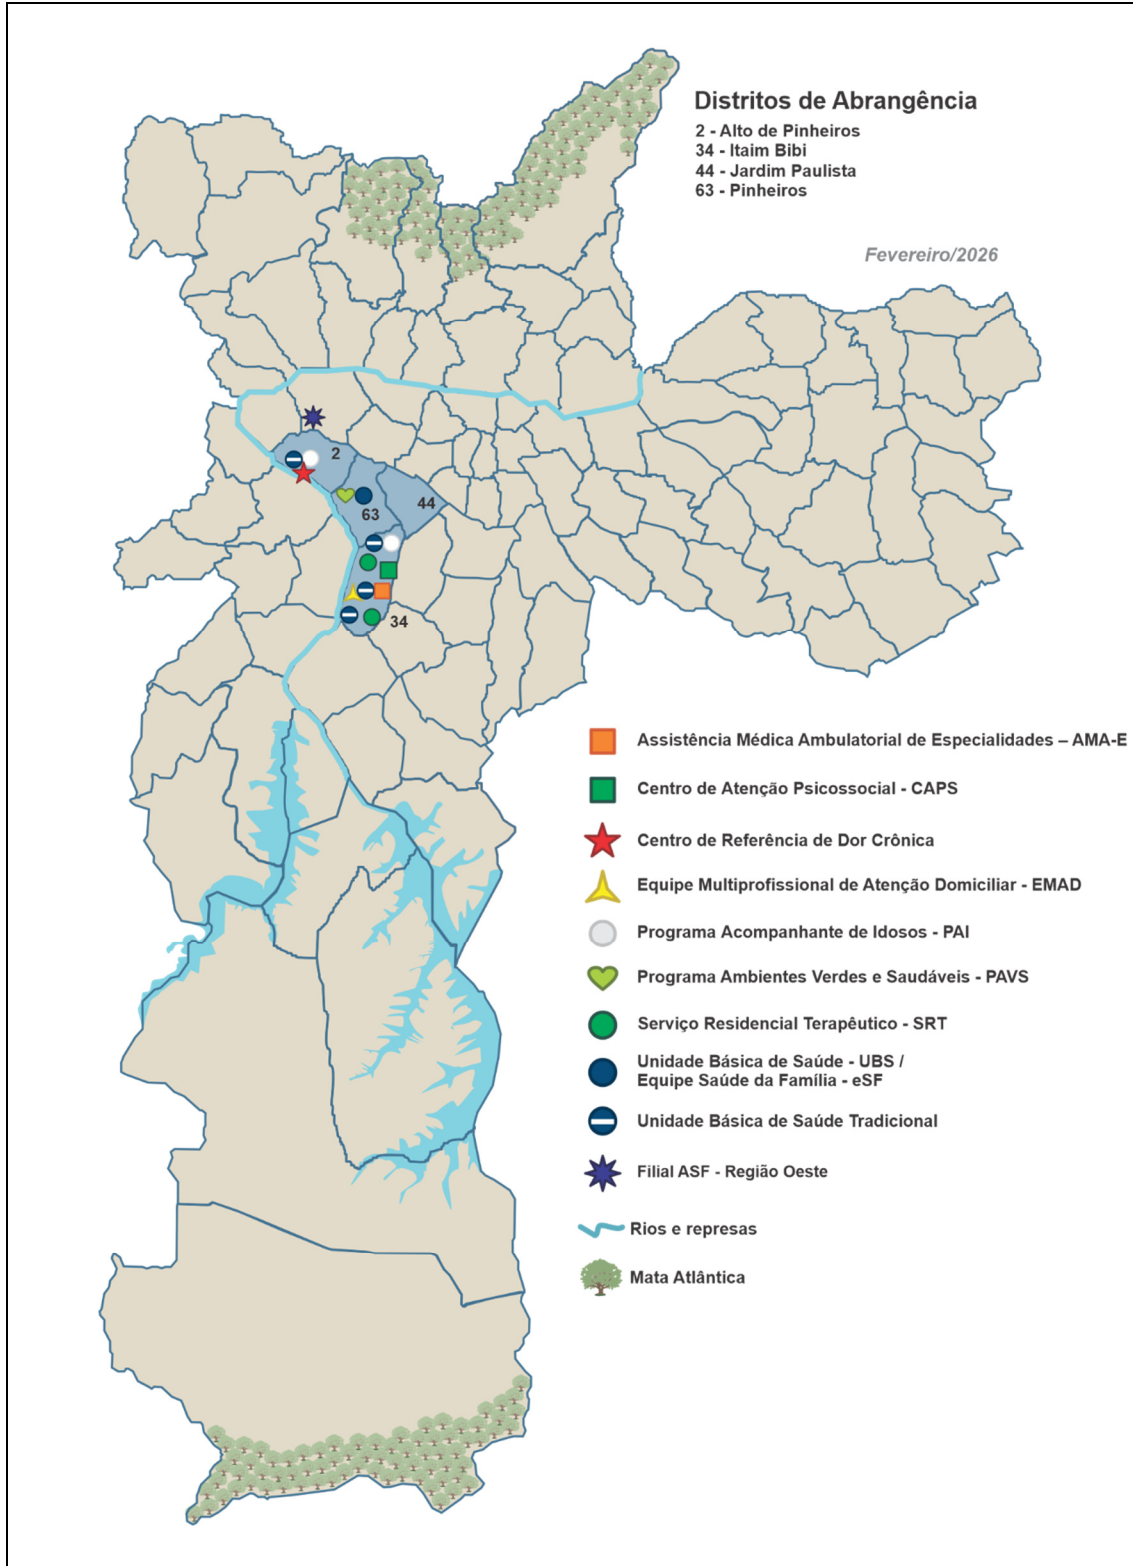 Distritos de Abrangência
2 - Alto de Pinheiros
34 - Itaim Bibi
44 - Jardim Paulista
63 - Pinheiros
Fevereiro/2026
2
44
63
34
Assistência Médica Ambulatorial de Especialidades – AMA-E
Centro de Atenção Psicossocial - CAPS
Centro de Referência de Dor Crônica
Equipe Multiprofissional de Atenção Domiciliar - EMAD
Programa Acompanhante de Idosos - PAI
Programa Ambientes Verdes e Saudáveis - PAVS
Serviço Residencial Terapêutico - SRT
Unidade Básica de Saúde - UBS /
Equipe Saúde da Família - eSF
Unidade Básica de Saúde Tradicional
Filial ASF - Região Oeste
Rios e represas
Mata Atlântica